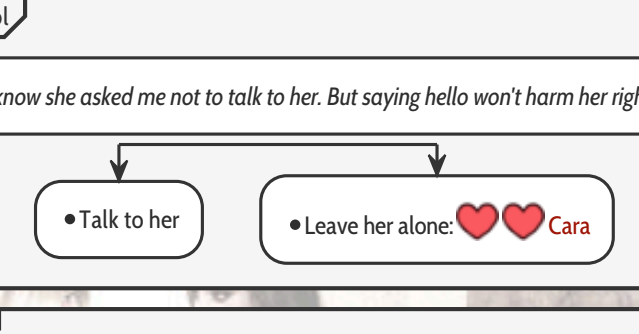 know she asked me not to talk to her. But saying hello won't harm her
• Talk to her
• Leave her alone: Cara